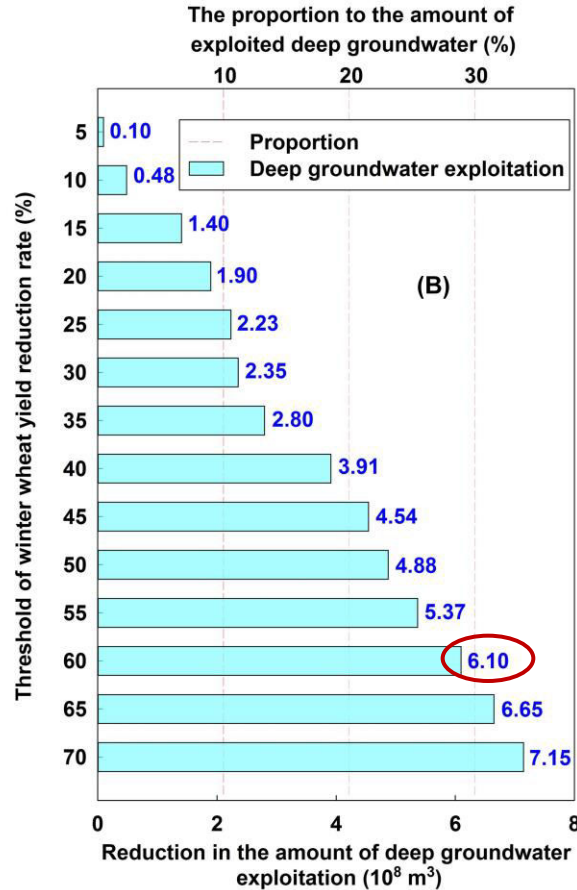 The proportion to the amount of
exploited deep groundwater (%)
0 10 20 30
Threshold of winter wheat yield reduction rate (%)
Proportion
Deep groundwater exploitation
(B)
5 0.10
10 0.48
15 1.40
20 1.90
25 2.23
30 2.35
35 2.80
40 3.91
45 4.54
50 4.88
55 5.37
60 6.10
65 6.65
70 7.15
0 2 4 6 8
Reduction in the amount of deep groundwater
exploitation (10⁸ m³)